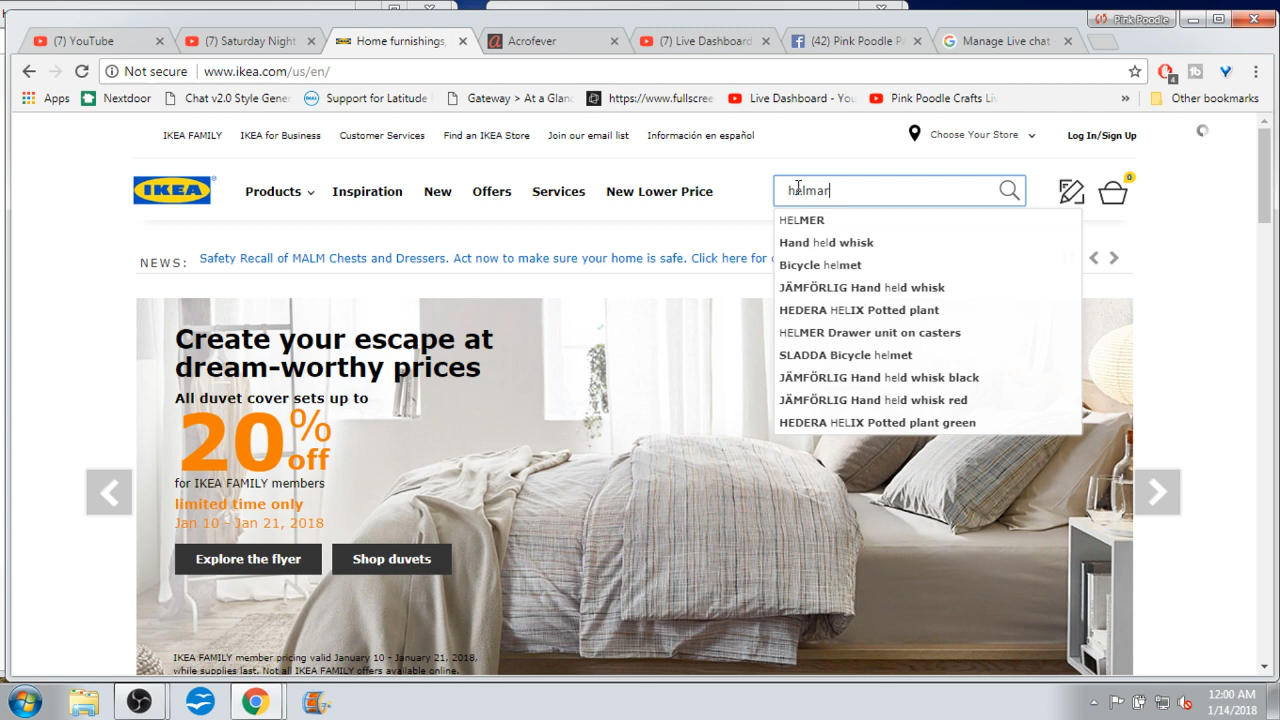 Pink Poodle
(7) YouTube
(7) Saturday Night
Home furnishings,
Acrofever
(7) Live Dashboard
(42) Pink Poodle Pa
Manage Live chat
Not secure
www.ikea.com/us/en/
4
Apps
Nextdoor
Chat v2.0 Style Gener
Support for Latitude
Gateway > At a Glanc
https://www.fullscree
Live Dashboard - You
Pink Poodle Crafts Liv
»
Other bookmarks
IKEA FAMILY
IKEA for Business
Customer Services
Find an IKEA Store
Join our email list
Información en español
Choose Your Store
Log In/Sign Up
IKEA
Products
Inspiration
New
Offers
Services
New Lower Price
helmar
0
HELMER
Hand held whisk
Bicycle helmet
JÄMFÖRLIG Hand held whisk
HEDERA HELIX Potted plant
HELMER Drawer unit on casters
SLADDA Bicycle helmet
JÄMFÖRLIG Hand held whisk black
JÄMFÖRLIG Hand held whisk red
HEDERA HELIX Potted plant green
NEWS:
Safety Recall of MALM Chests and Dressers. Act now to make sure your home is safe. Click here for
Create your escape at
dream-worthy prices
All duvet cover sets up to
20% off
for IKEA FAMILY members
limited time only
Jan 10 - Jan 21, 2018
Explore the flyer
Shop duvets
IKEA FAMILY member pricing valid January 10 - January 21, 2018,
while supplies last. Not all IKEA FAMILY offers available online.
12:00 AM
1/14/2018